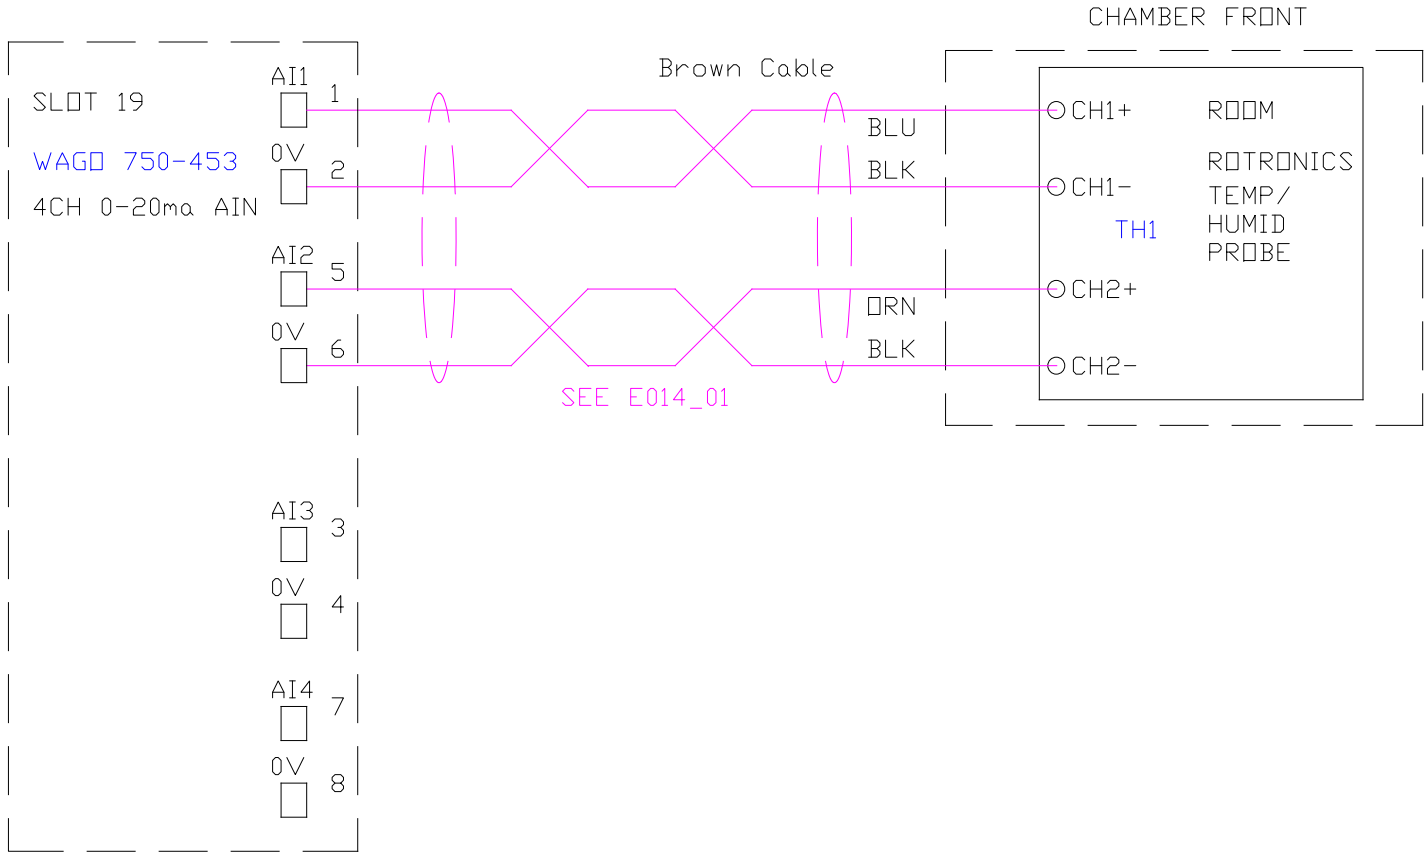 CHAMBER FRONT
Brown Cable
SLOT 19
WAGO 750-453
4CH 0-20ma AIN
AI1
1
0V
2
AI2
5
0V
6
AI3
3
0V
4
AI4
7
0V
8
BLU
BLK
ORN
BLK
SEE E014_01
CH1+
CH1-
TH1
CH2+
CH2-
ROOM
ROTRONICS
TEMP/
HUMID
PROBE